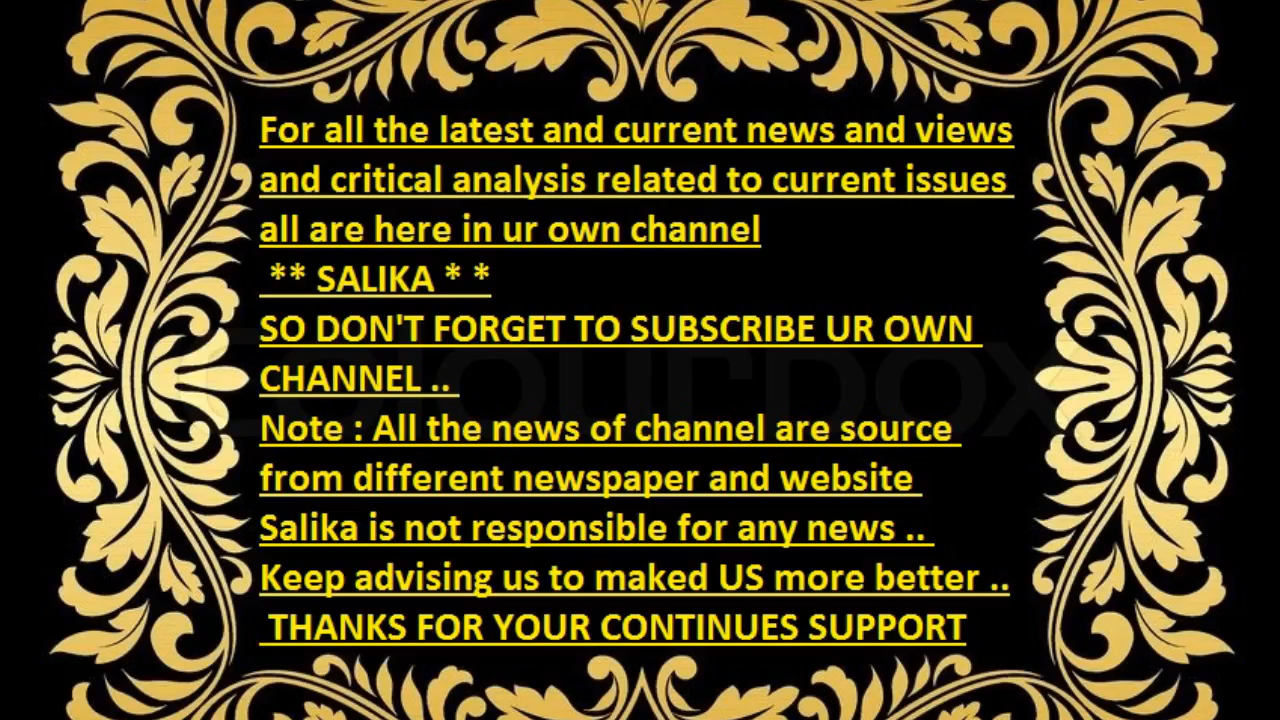 For all the latest and current news and views
and critical analysis related to current issues
all are here in ur own channel
** SALIKA * *
SO DON'T FORGET TO SUBSCRIBE UR OWN
CHANNEL ..
Note : All the news of channel are source
from different newspaper and website
Salika is not responsible for any news ..
Keep advising us to maked US more better ..
THANKS FOR YOUR CONTINUES SUPPORT